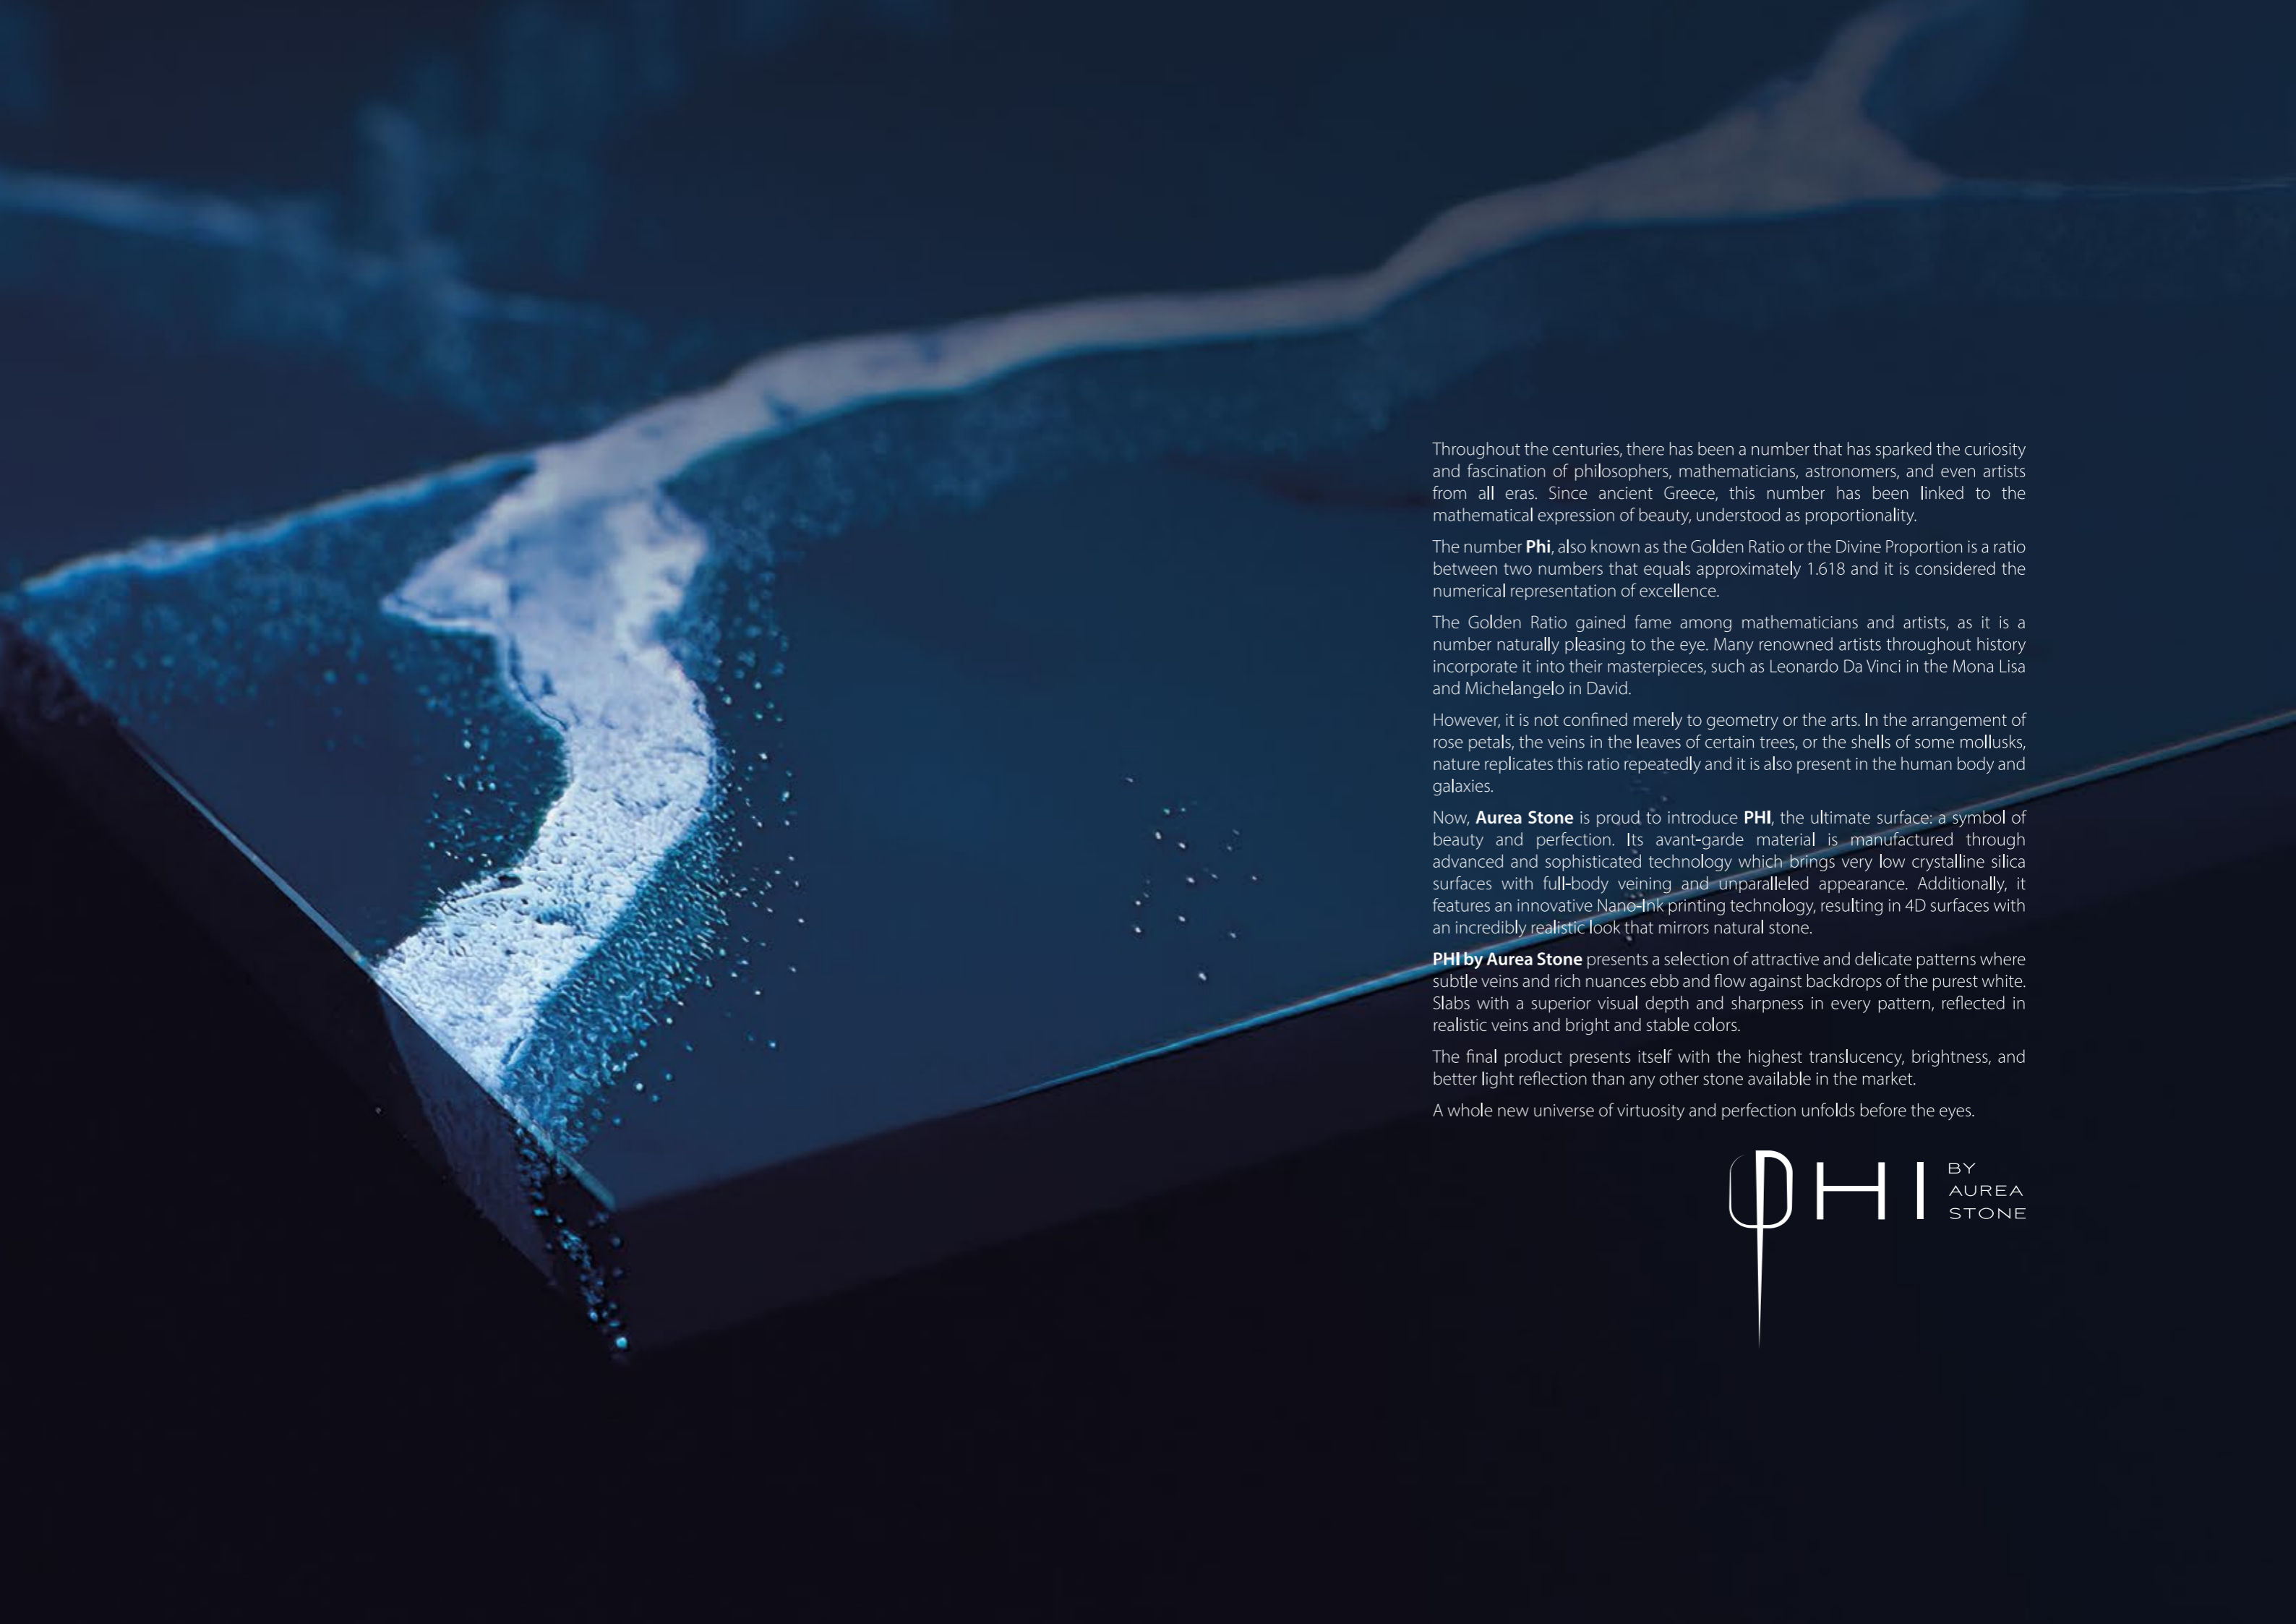 Throughout the centuries, there has been a number that has sparked the curiosity
and fascination of philosophers, mathematicians, astronomers, and even artists
from all eras. Since ancient Greece, this number has been linked to the
mathematical expression of beauty, understood as proportionality.
The number Phi, also known as the Golden Ratio or the Divine Proportion is a ratio
between two numbers that equals approximately 1.618 and it is considered the
numerical representation of excellence.
The Golden Ratio gained fame among mathematicians and artists, as it is a
number naturally pleasing to the eye. Many renowned artists throughout history
incorporate it into their masterpieces, such as Leonardo Da Vinci in the Mona Lisa
and Michelangelo in David.
However, it is not confined merely to geometry or the arts. In the arrangement of
rose petals, the veins in the leaves of certain trees, or the shells of some mollusks,
nature replicates this ratio repeatedly and it is also present in the human body and
galaxies.
Now, Aurea Stone is proud to introduce PHI, the ultimate surface: a symbol of
beauty and perfection. Its avant-garde material is manufactured through
advanced and sophisticated technology which brings very low crystalline silica
surfaces with full-body veining and unparalleled appearance. Additionally, it
features an innovative Nano-Ink printing technology, resulting in 4D surfaces with
an incredibly realistic look that mirrors natural stone.
PHI by Aurea Stone presents a selection of attractive and delicate patterns where
subtle veins and rich nuances ebb and flow against backdrops of the purest white.
Slabs with a superior visual depth and sharpness in every pattern, reflected in
realistic veins and bright and stable colors.
The final product presents itself with the highest translucency, brightness, and
better light reflection than any other stone available in the market.
A whole new universe of virtuosity and perfection unfolds before the eyes.
PHI BY
AUREA
STONE